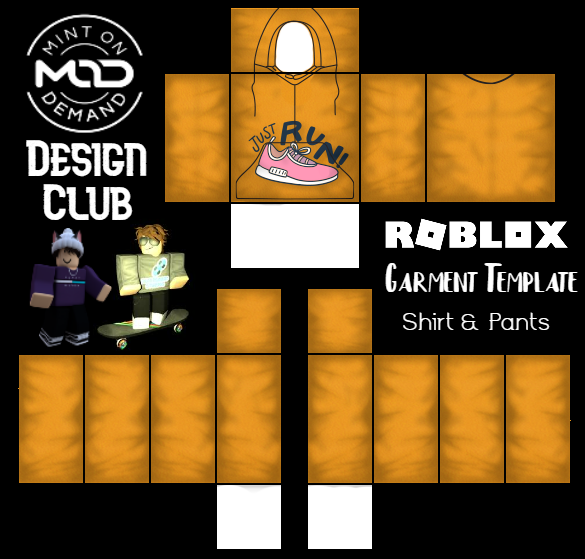 MINT ON
MOD
DEMAND
DESIGN
CLUB
JUST RUN!
ROBLOX
GARMENT TEMPLATE
Shirt & Pants